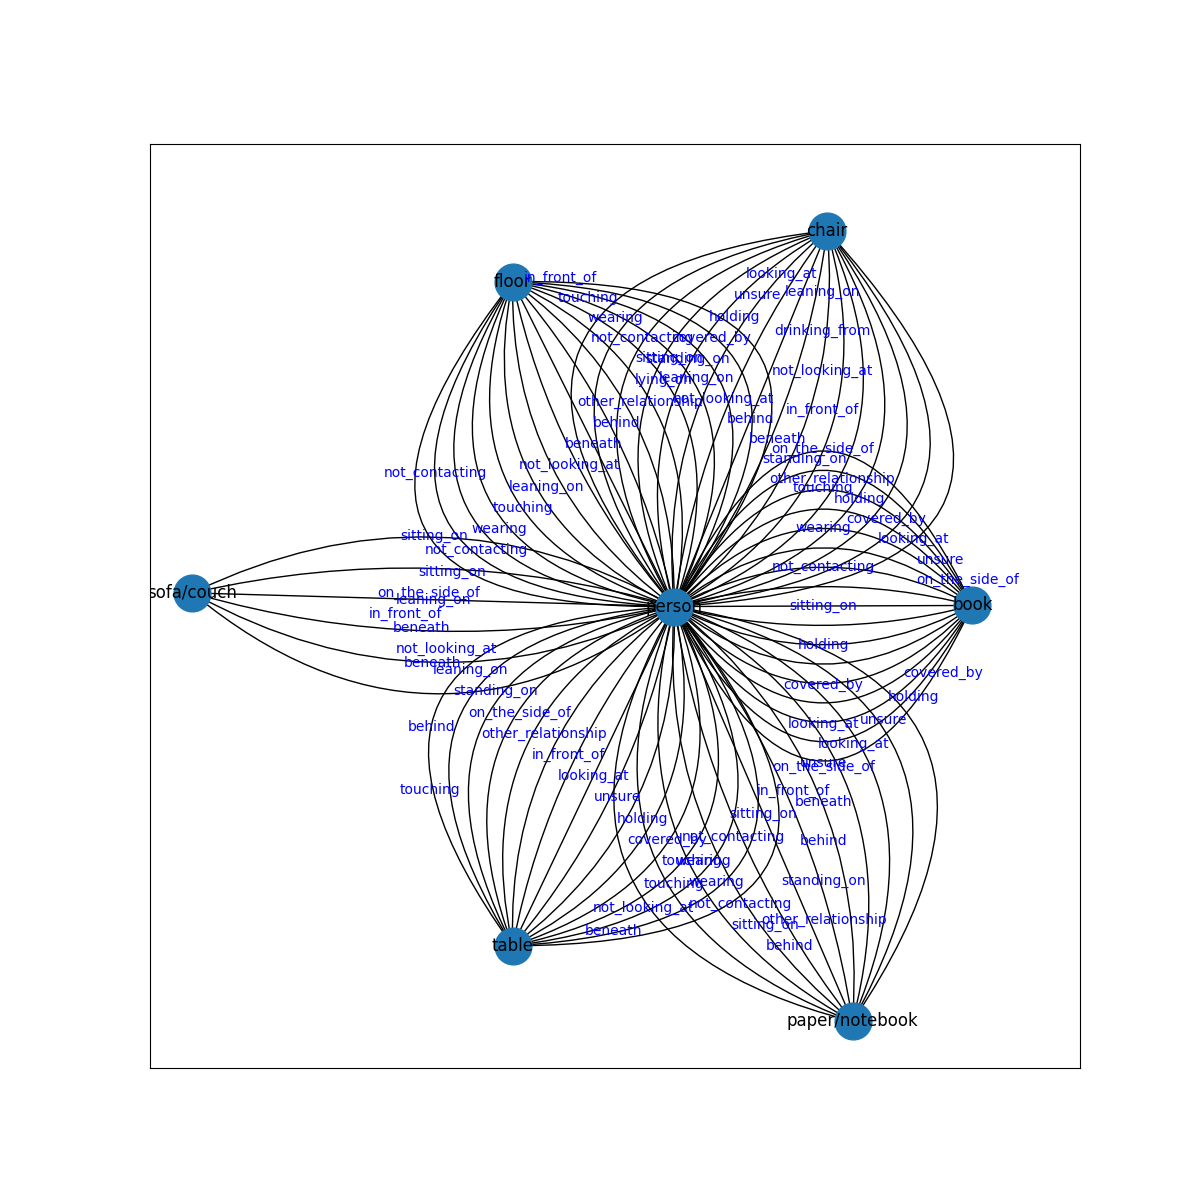 chair
looking_at
in_front_of
floor
unsure
leaning_on
touching
wearing
holding
drinking_from
not_contacting
covered_by
sitting_on
standing_on
not_looking_at
lying_on
leaning_on
other_relationship
not_looking_at
in_front_of
behind
behind
beneath
beneath
on_the_side_of
standing_on
not_looking_at
not_contacting
other_relationship
leaning_on
touching
holding
touching
covered_by
wearing
wearing
sitting_on
looking_at
not_contacting
unsure
sitting_on
not_contacting
on_the_side_of
sofa/couch
on_the_side_of
leaning_on
person
sitting_on
book
in_front_of
beneath
holding
not_looking_at
beneath
leaning_on
covered_by
covered_by
standing_on
holding
on_the_side_of
unsure
behind
looking_at
other_relationship
looking_at
in_front_of
unsure
on_the_side_of
looking_at
touching
in_front_of
unsure
beneath
holding
sitting_on
covered_by
not_contacting
behind
touching
wearing
touching
wearing
standing_on
not_looking_at
not_contacting
beneath
sitting_on
other_relationship
table
behind
paper/notebook